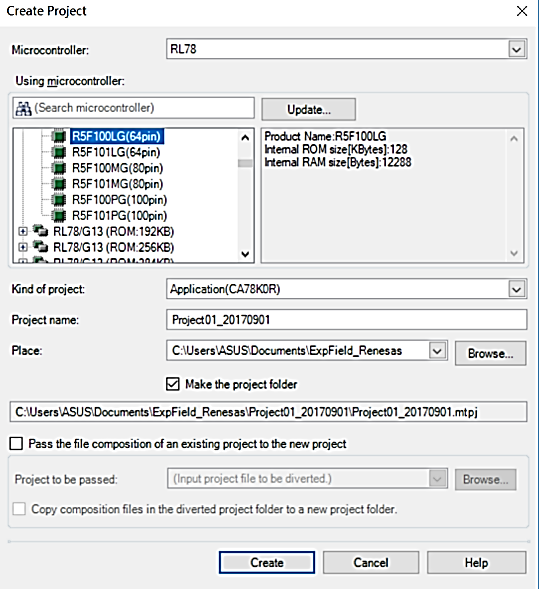 Create Project
Microcontroller:
RL78
Using microcontroller:
(Search microcontroller)
Update...
R5F100LG(64pin)
R5F101LG(64pin)
R5F100MG(80pin)
R5F101MG(80pin)
R5F100PG(100pin)
R5F101PG(100pin)
RL78/G13 (ROM:192KB)
RL78/G13 (ROM:256KB)
RL78/G13 (ROM:384KB)
Product Name:R5F100LG
Internal ROM size[KBytes]:128
Internal RAM size[Bytes]:12288
Kind of project:
Application(CA78K0R)
Project name:
Project01_20170901
Place:
C:\Users\ASUS\Documents\ExpField_Renesas
Browse...
Make the project folder
C:\Users\ASUS\Documents\ExpField_Renesas\Project01_20170901\Project01_20170901.mtpj
Pass the file composition of an existing project to the new project
Project to be passed:
(Input project file to be diverted.)
Browse...
Copy composition files in the diverted project folder to a new project folder.
Create
Cancel
Help